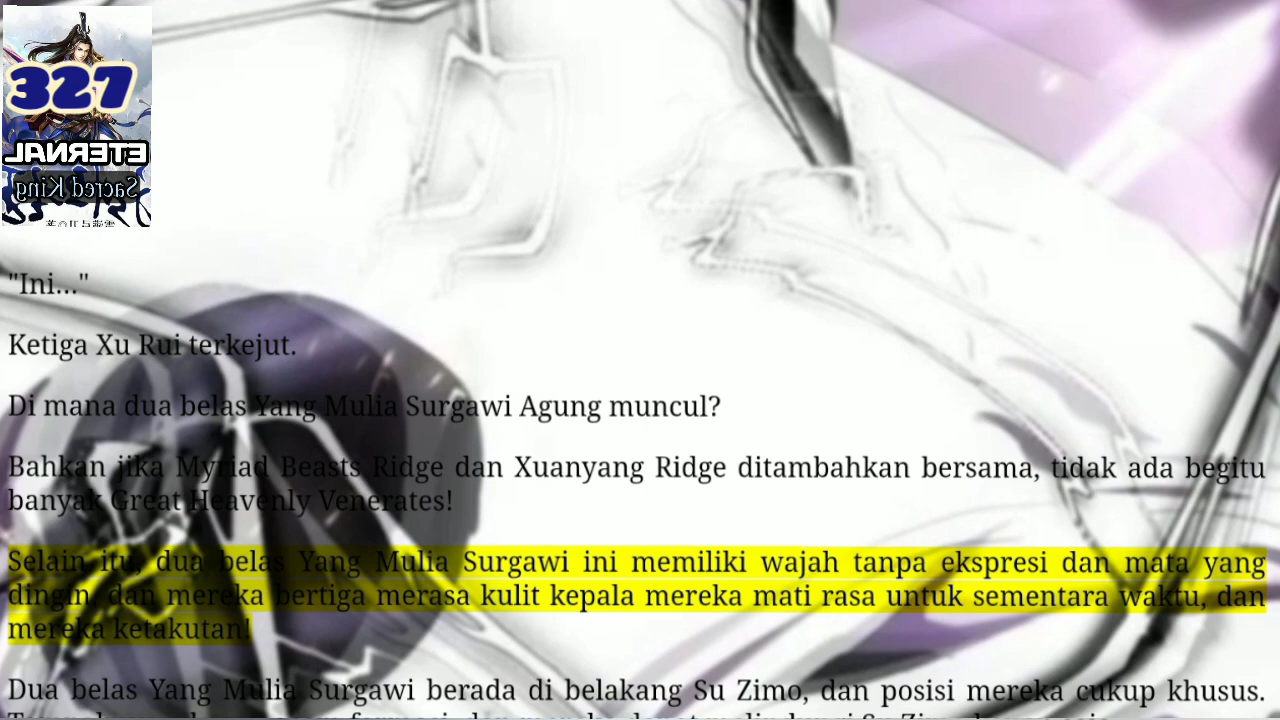 327
ETERNAL
Sacred King
"Ini..."
Ketiga Xu Rui terkejut.
Di mana dua belas Yang Mulia Surgawi Agung muncul?
Bahkan jika Myriad Beasts Ridge dan Xuanyang Ridge ditambahkan bersama, tidak ada begitu
banyak Great Heavenly Venerates!
Selain itu, dua belas Yang Mulia Surgawi ini memiliki wajah tanpa ekspresi dan mata yang
dingin, dan mereka bertiga merasa kulit kepala mereka mati rasa untuk sementara waktu, dan
mereka ketakutan!
Dua belas Yang Mulia Surgawi berada di belakang Su Zimo, dan posisi mereka cukup khusus.